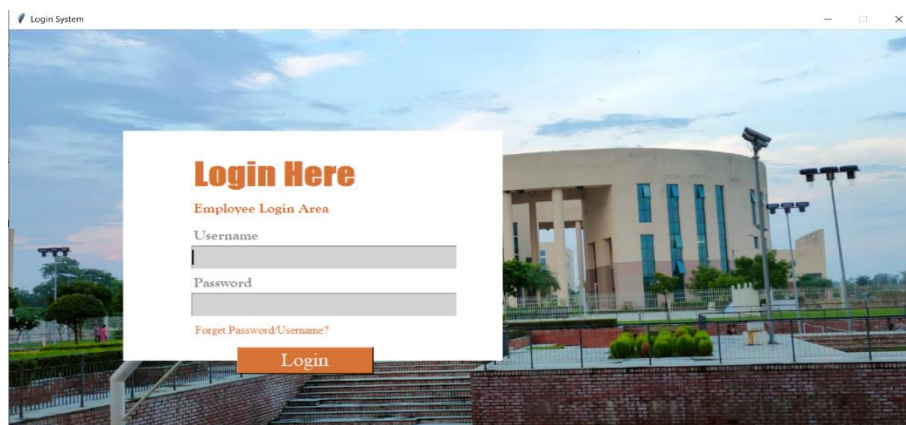 Login System
Login Here
Employee Login Area
Username
Password
Forget Password/Username?
Login